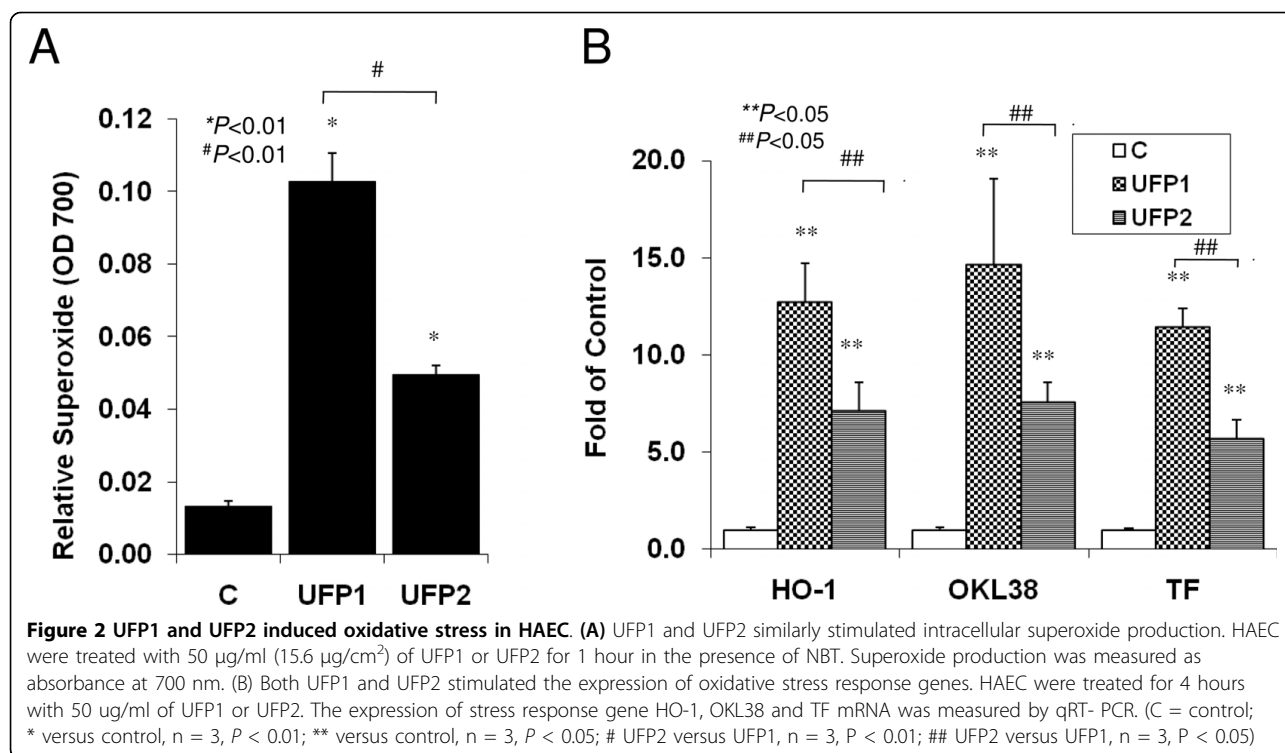 A
#
*P<0.01
#P<0.01
*
*
0.12
0.10
0.08
0.06
0.04
0.02
0.00
Relative Superoxide (OD 700)
C UFP1 UFP2
B
**P<0.05
##P<0.05
##
##
##
**
**
**
**
**
**
C
UFP1
UFP2
20.0
15.0
10.0
5.0
0.0
Fold of Control
HO-1 OKL38 TF
Figure 2 UFP1 and UFP2 induced oxidative stress in HAEC. (A) UFP1 and UFP2 similarly stimulated intracellular superoxide production. HAEC
were treated with 50 μg/ml (15.6 μg/cm²) of UFP1 or UFP2 for 1 hour in the presence of NBT. Superoxide production was measured as
absorbance at 700 nm. (B) Both UFP1 and UFP2 stimulated the expression of oxidative stress response genes. HAEC were treated for 4 hours
with 50 ug/ml of UFP1 or UFP2. The expression of stress response gene HO-1, OKL38 and TF mRNA was measured by qRT- PCR. (C = control;
* versus control, n = 3, P < 0.01; ** versus control, n = 3, P < 0.05; # UFP2 versus UFP1, n = 3, P < 0.01; ## UFP2 versus UFP1, n = 3, P < 0.05)